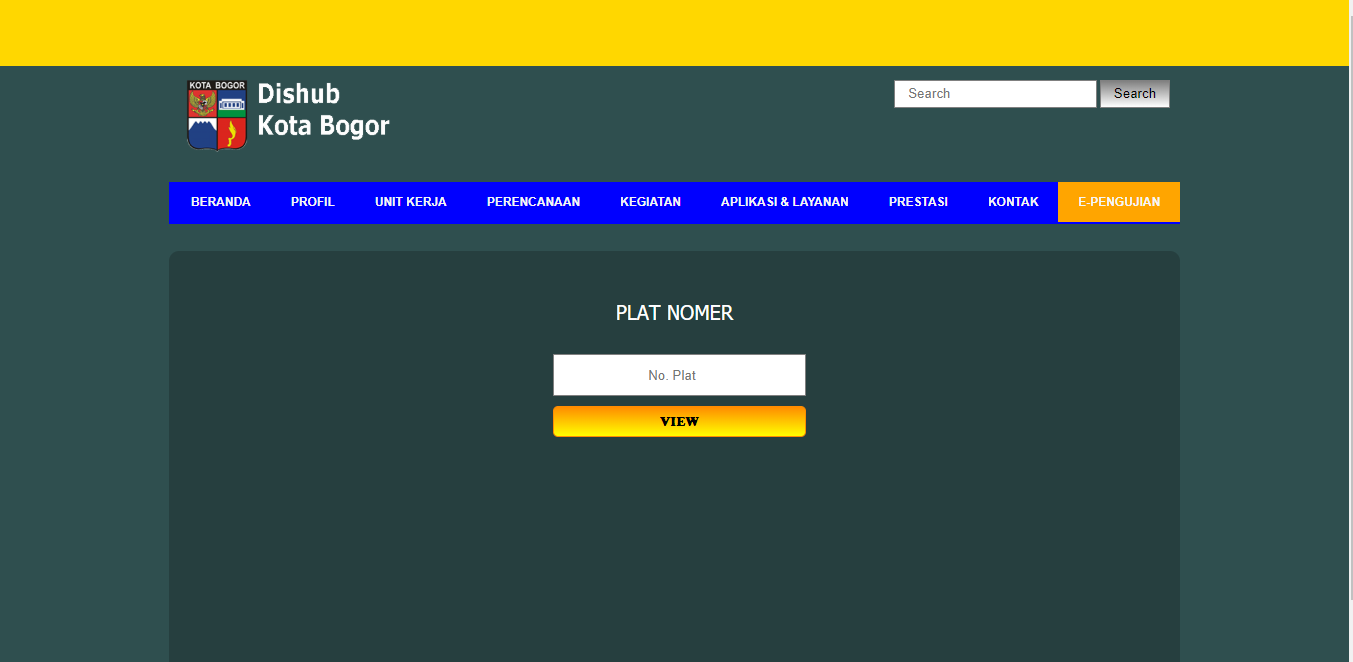 KOTA BOGOR
Dishub
Kota Bogor
Search
Search
BERANDA
PROFIL
UNIT KERJA
PERENCANAAN
KEGIATAN
APLIKASI & LAYANAN
PRESTASI
KONTAK
E-PENGUJIAN
PLAT NOMER
No. Plat
VIEW